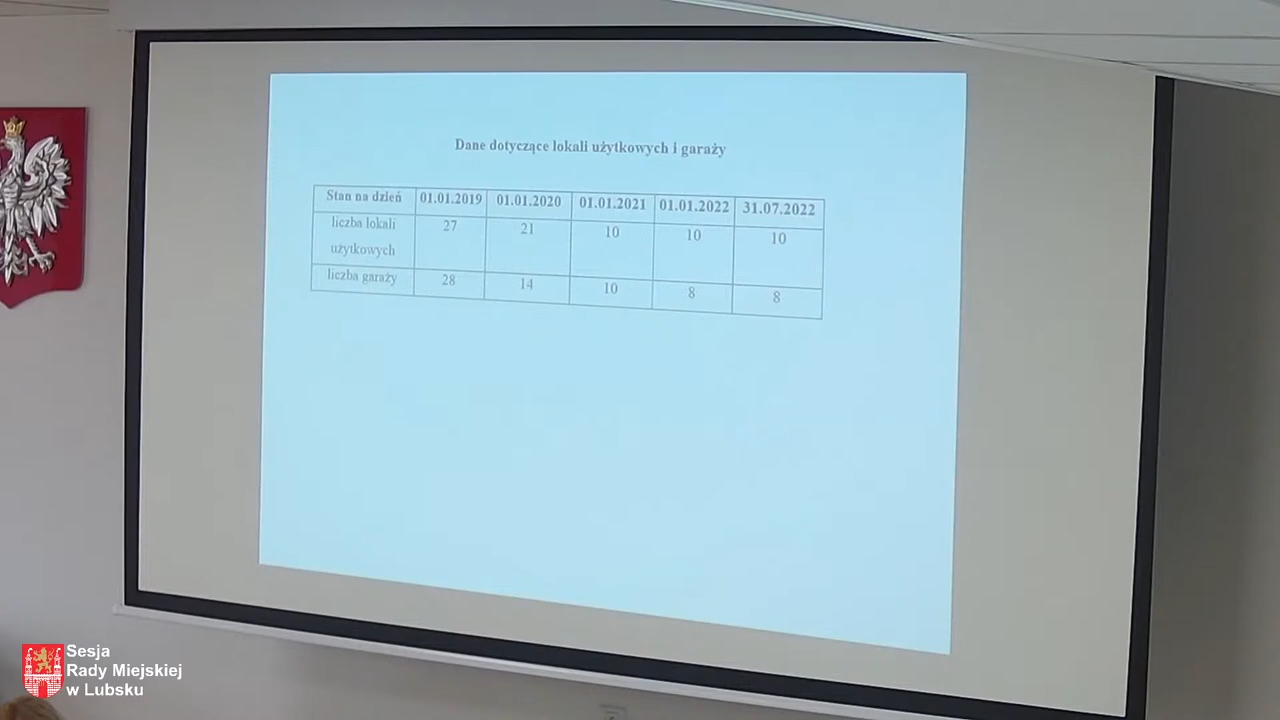 Dane dotyczące lokali użytkowych i garaży
Stan na dzień 01.01.2019 01.01.2020 01.01.2021 01.01.2022 31.07.2022
liczba lokali użytkowych 27 21 10 10 10
liczba garaży 28 14 10 8 8
Sesja
Rady Miejskiej
w Lubsku